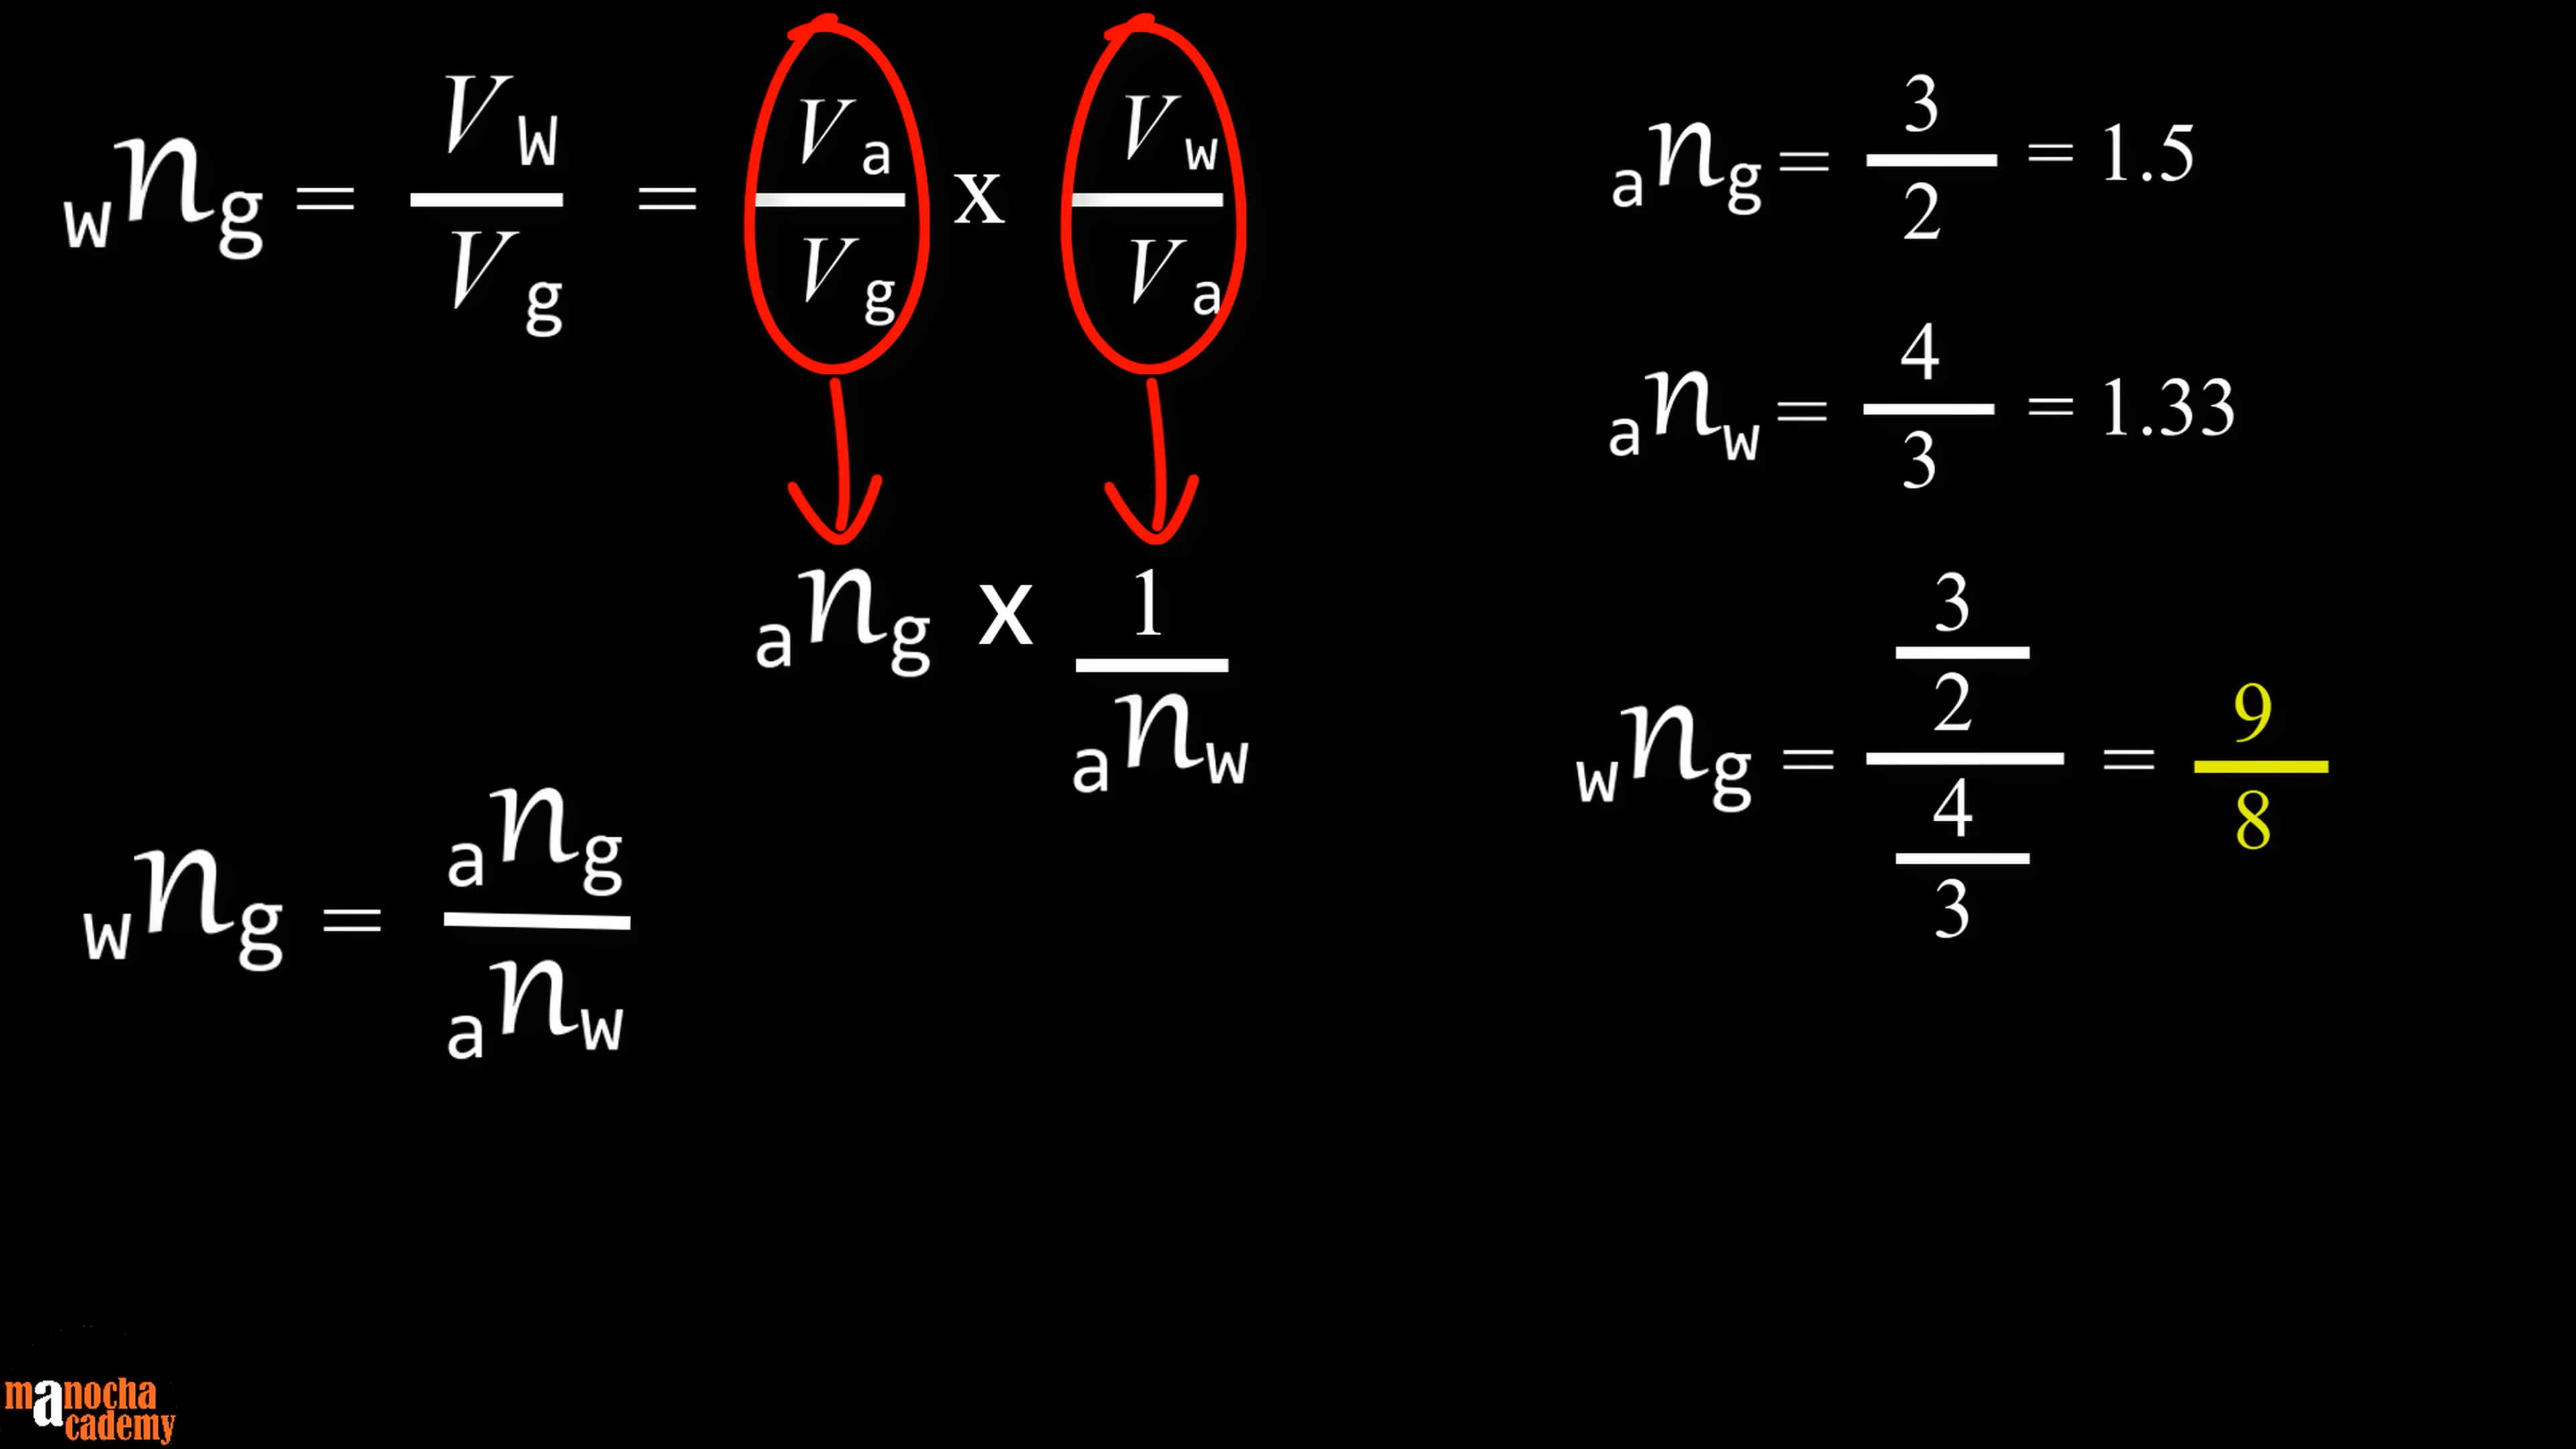 wng = Vw/Vg = Va/Vg x Vw/Va
ang x 1/anw
wng = ang/anw
ang = 3/2 = 1.5
anw = 4/3 = 1.33
wng = 3/2 / 4/3 = 9/8
manocha
academy